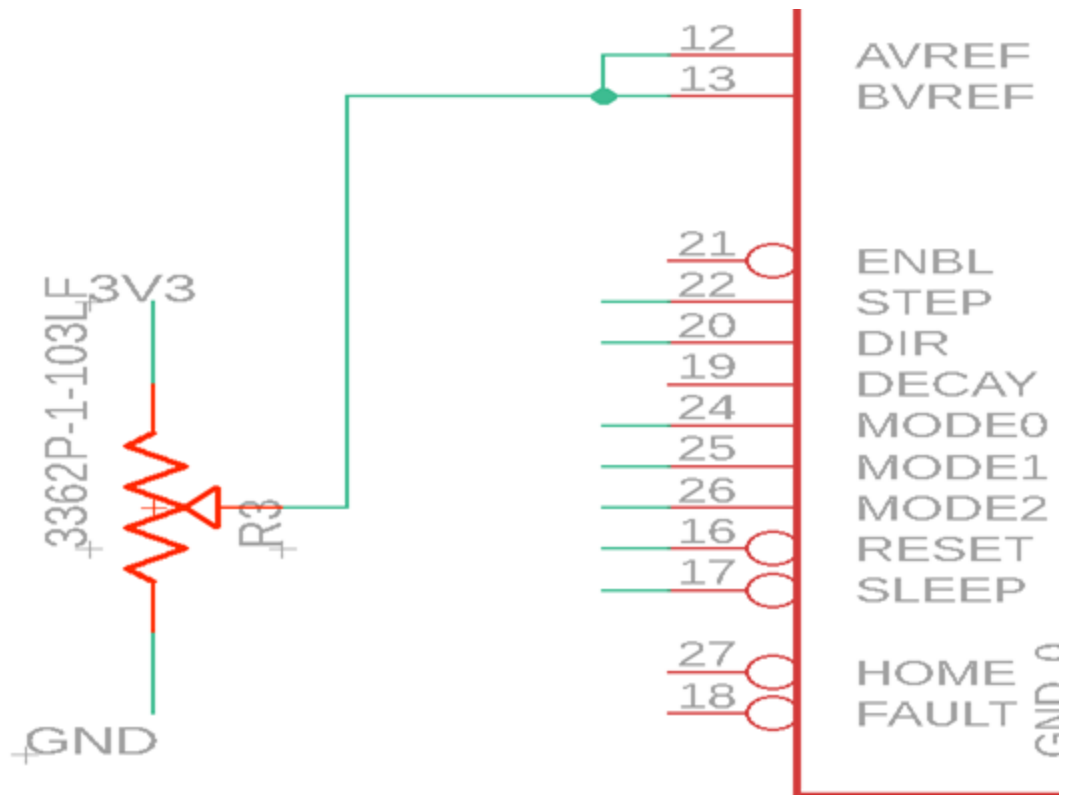 12 AVREF
13 BVREF
21 ENBL
22 STEP
20 DIR
19 DECAY
24 MODE0
25 MODE1
26 MODE2
16 RESET
17 SLEEP
27 HOME
18 FAULT
3V3
3362P-1-103LF
R3
GND
GND